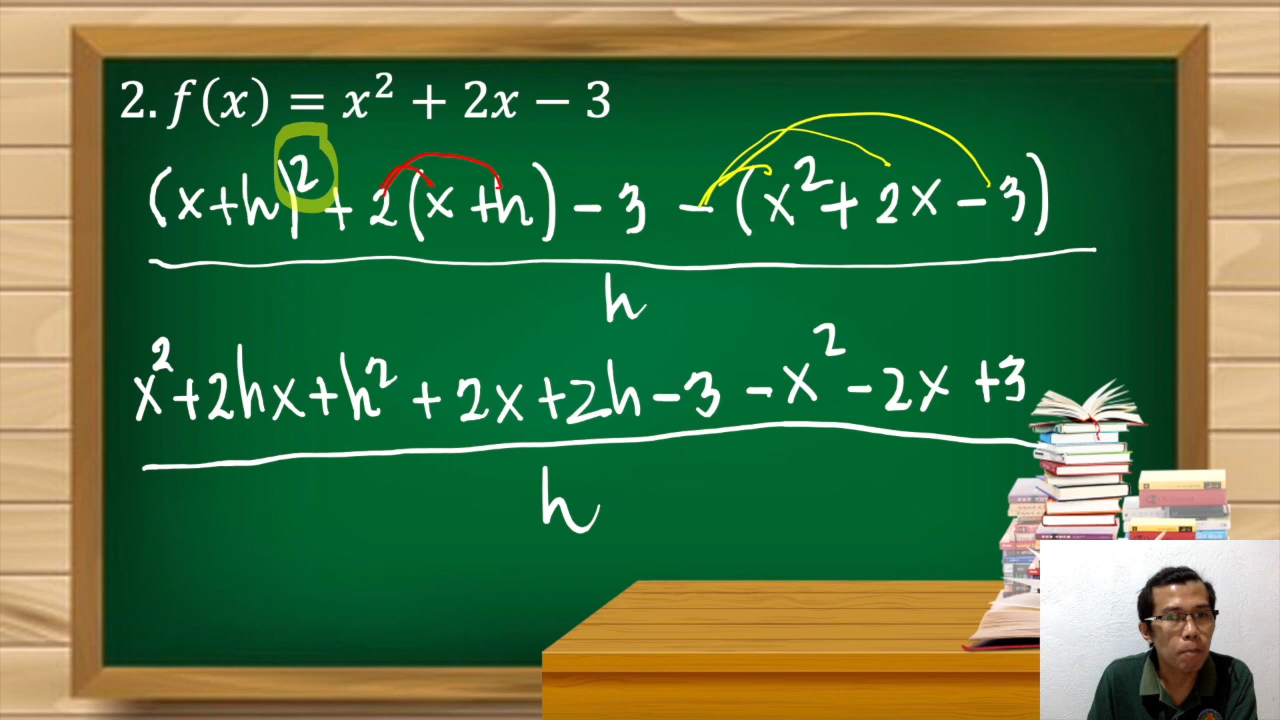 2. f(x) = x² + 2x − 3
(x+h)² + 2(x+h) − 3 − (x² + 2x − 3)
h
x² + 2hx + h² + 2x + 2h − 3 − x² − 2x + 3
h